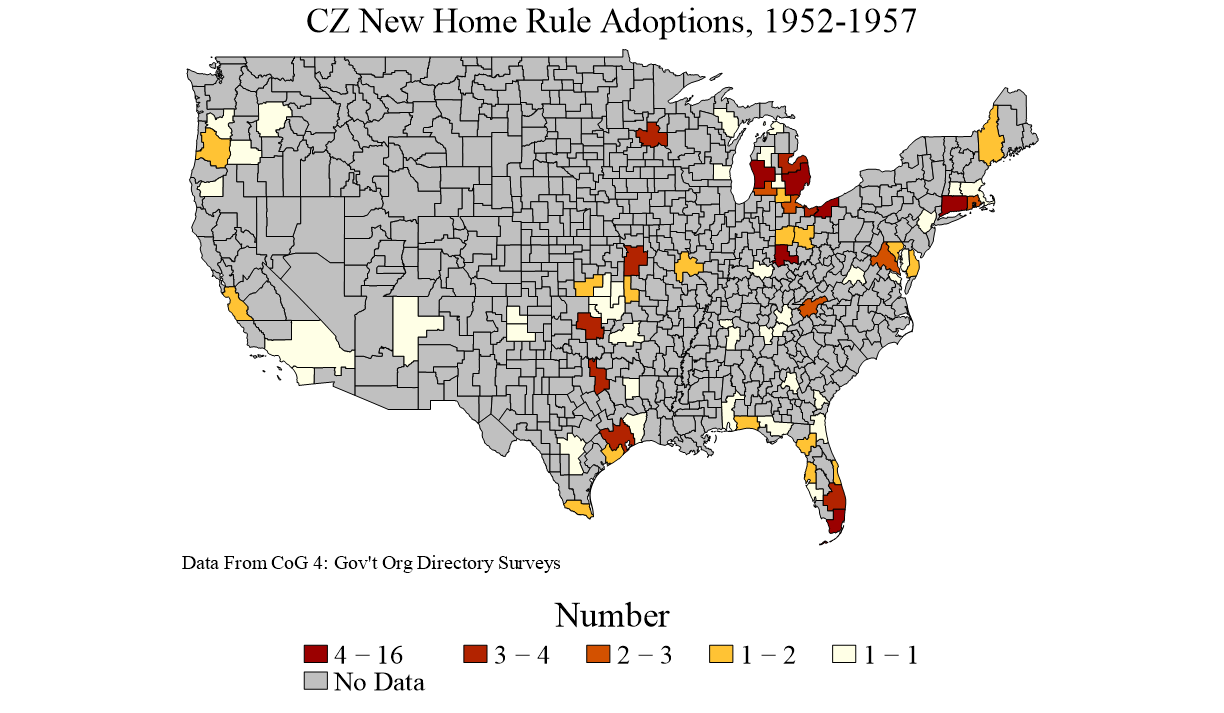 CZ New Home Rule Adoptions, 1952-1957
Data From CoG 4: Gov't Org Directory Surveys
Number
4 − 16 3 − 4 2 − 3 1 − 2 1 − 1
No Data